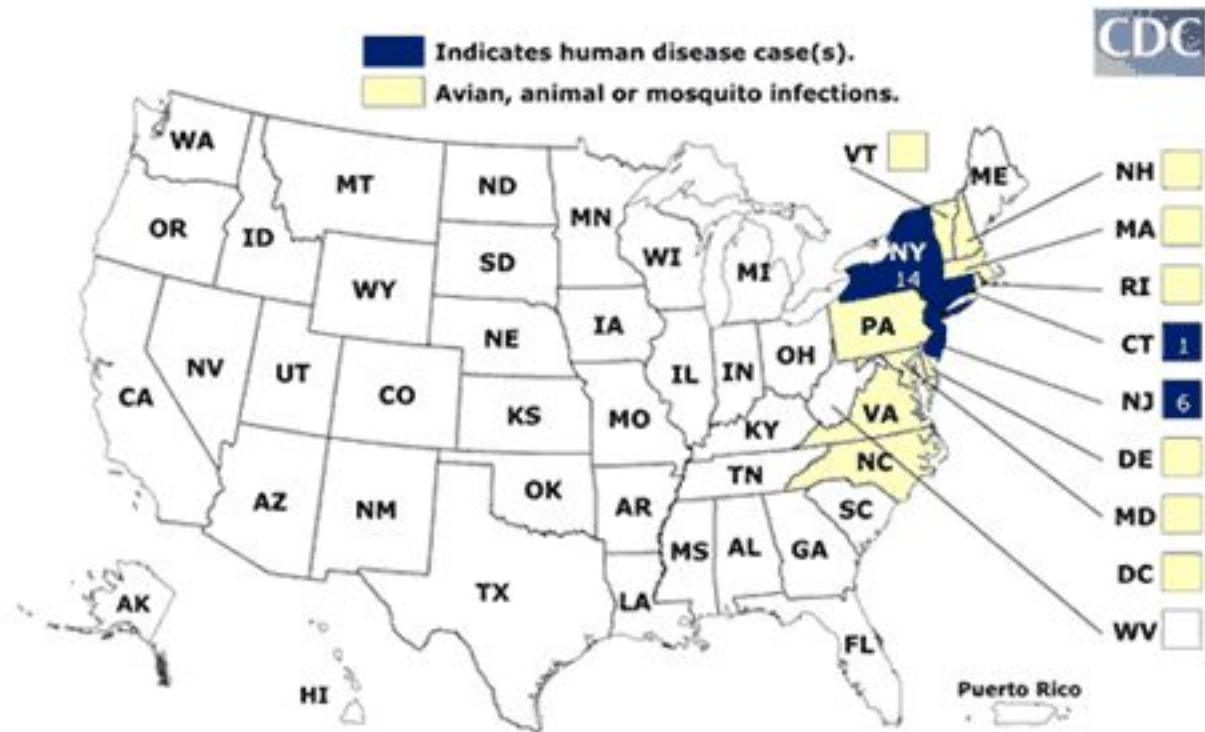 CDC
Indicates human disease case(s).
Avian, animal or mosquito infections.
WA
MT
ND
MN
VT
ME
NH
OR
ID
SD
WI
MI
NY
14
MA
WY
RI
IA
PA
NE
CT 1
NV
UT
CO
IL
IN
OH
NJ 6
CA
KS
MO
KY
VA
DE
NC
TN
AZ
NM
OK
AR
SC
MD
MS
AL
GA
DC
TX
LA
AK
WV
FL
HI
Puerto Rico